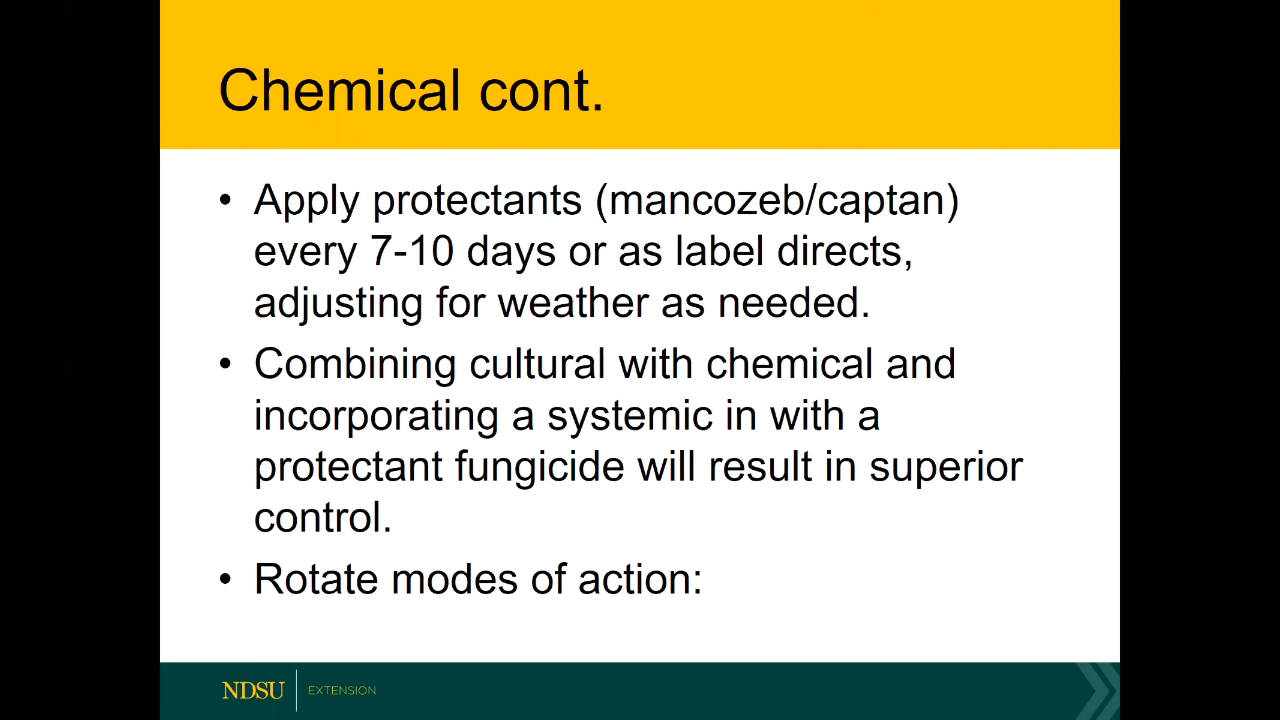 Chemical cont.
• Apply protectants (mancozeb/captan)
every 7-10 days or as label directs,
adjusting for weather as needed.
• Combining cultural with chemical and
incorporating a systemic in with a
protectant fungicide will result in superior
control.
• Rotate modes of action:
NDSU EXTENSION